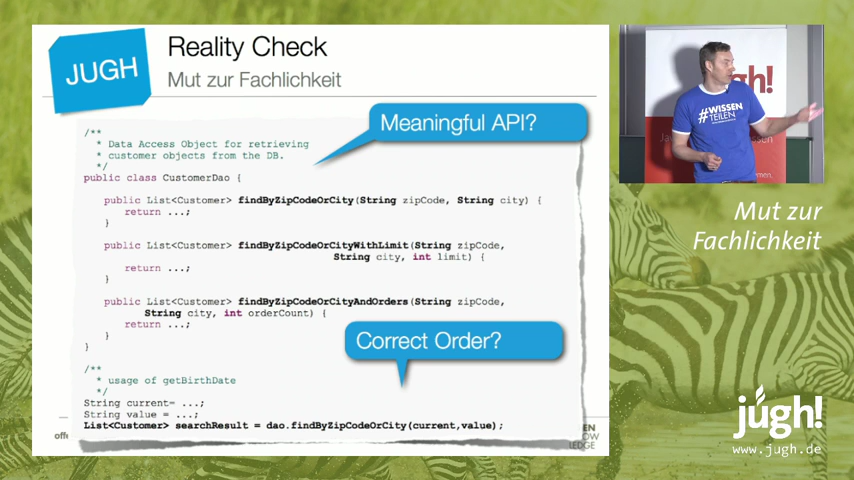 JUGH
Reality Check
Mut zur Fachlichkeit
Meaningful API?
/**
* Data Access Object for retrieving
* customer objects from the DB.
*/
public class CustomerDao {
public List<Customer> findByZipCodeOrCity(String zipCode, String city) {
return ...;
}
public List<Customer> findByZipCodeOrCityWithLimit(String zipCode,
String city, int limit) {
return ...;
}
public List<Customer> findByZipCodeOrCityAndOrders(String zipCode,
String city, int orderCount) {
return ...;
}
}
Correct Order?
/**
* usage of getBirthDate
*/
String current= ...;
String value = ...;
List<Customer> searchResult = dao.findByZipCodeOrCity(current,value);
#WISSEN
TEILEN
Mut zur
Fachlichkeit
jugh!
www.jugh.de